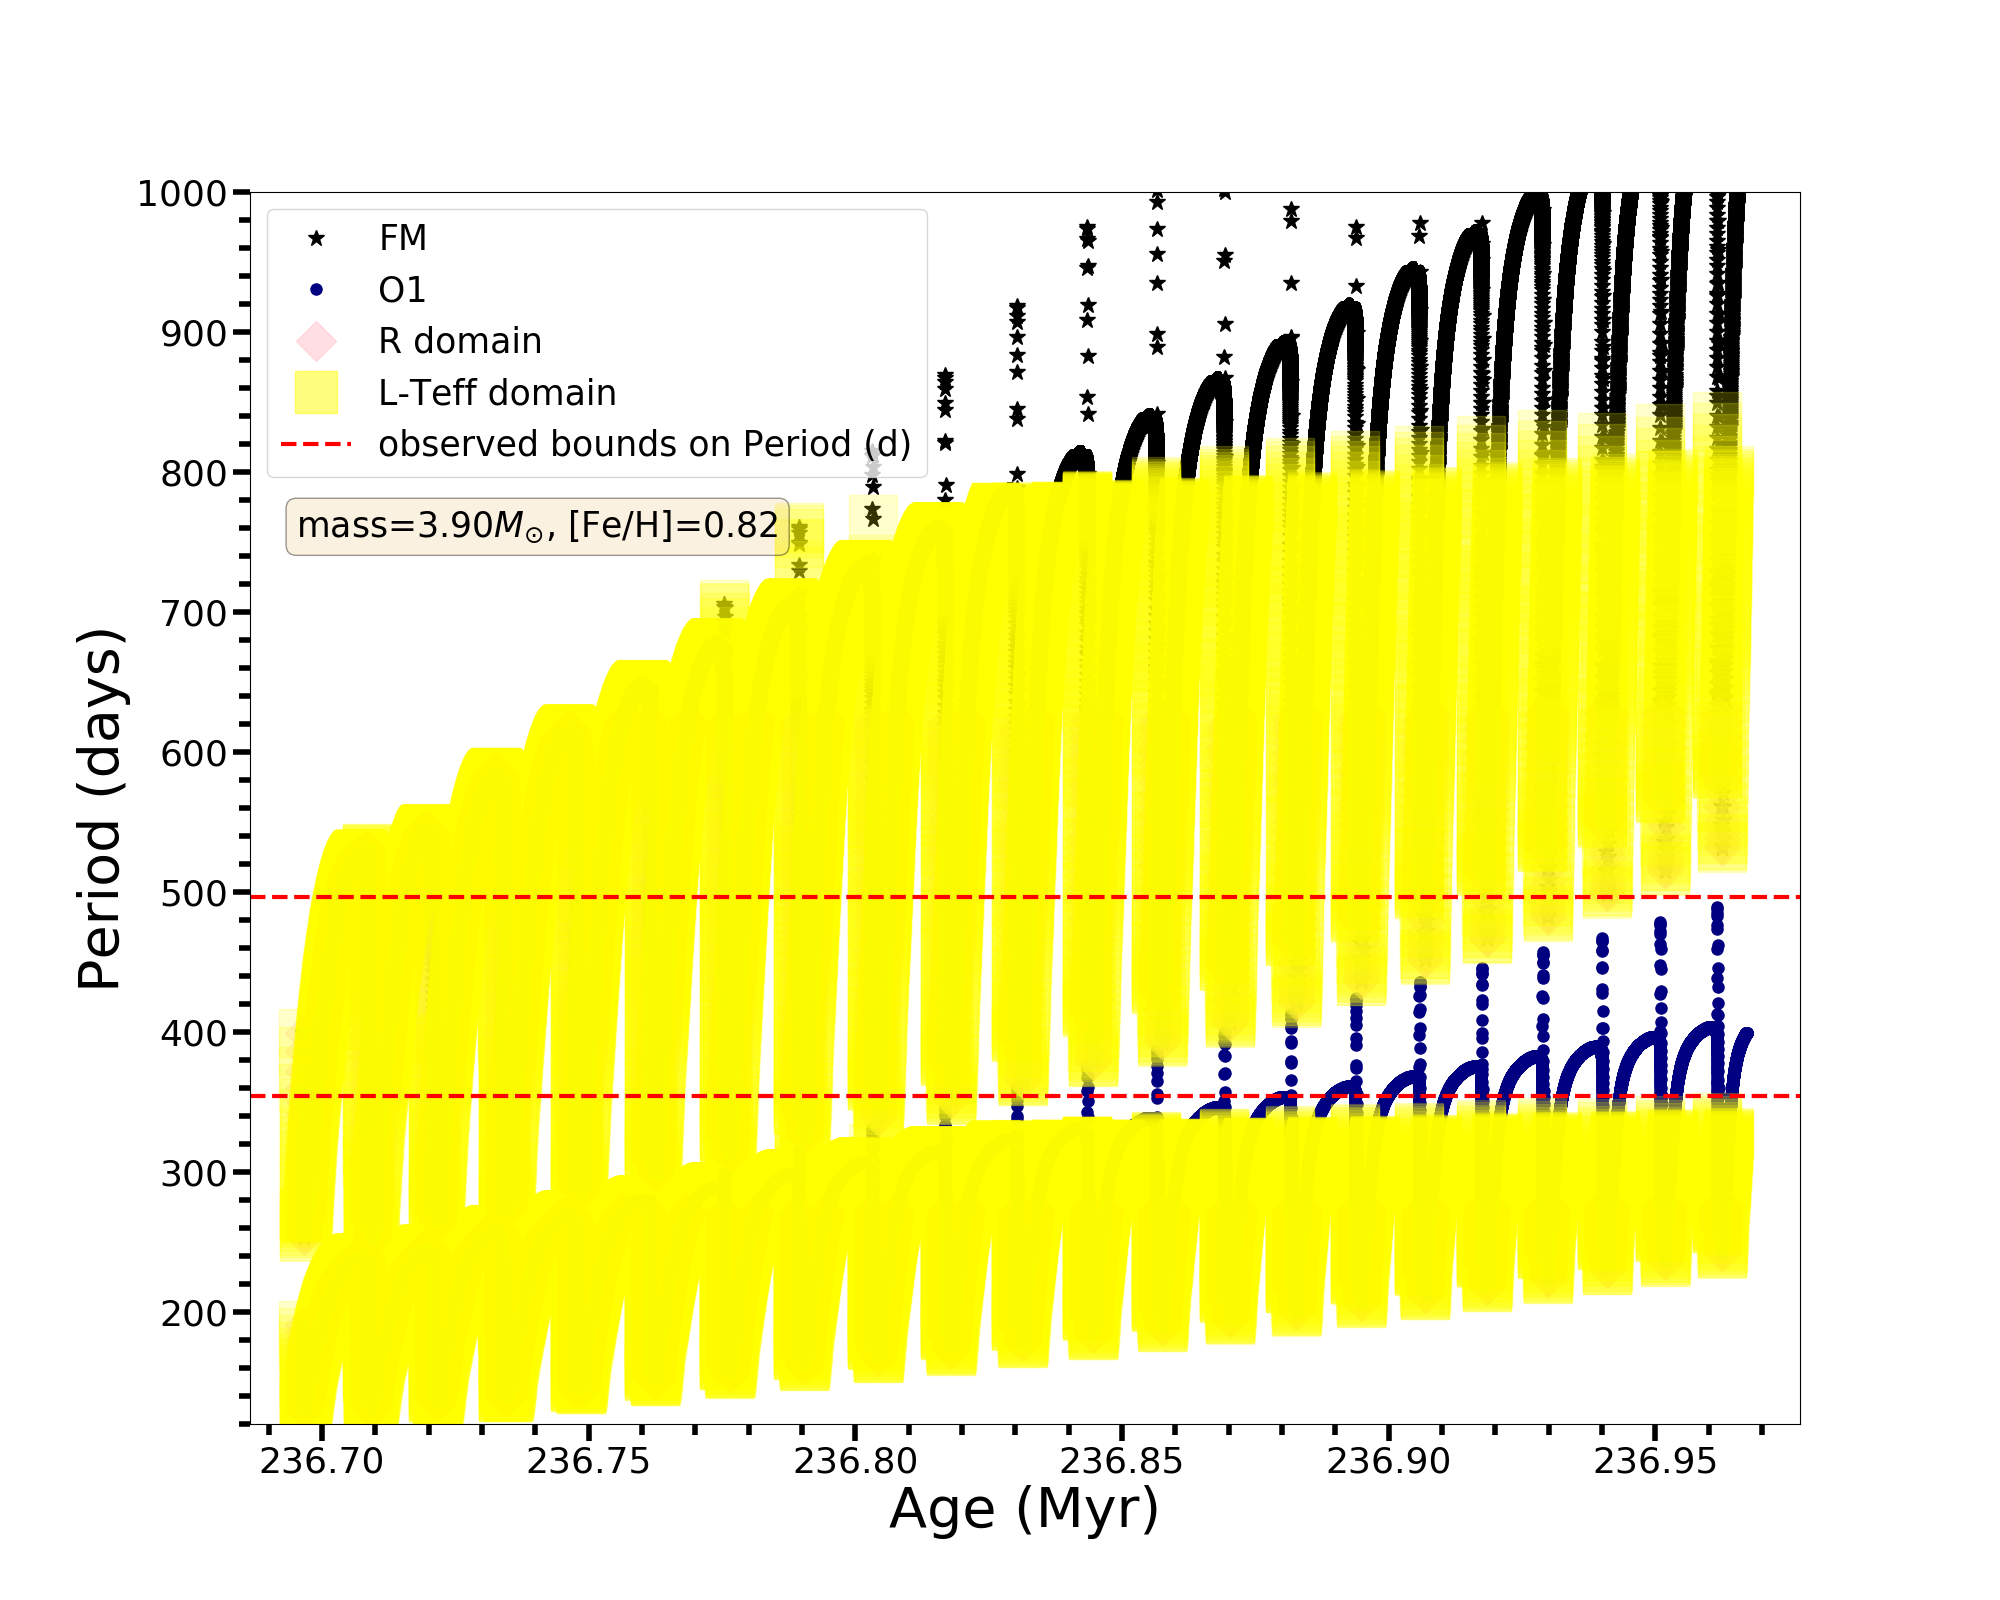 1000
900
800
700
600
500
400
300
200
Period (days)
FM
O1
R domain
L-Teff domain
observed bounds on Period (d)
mass=3.90M⊙, [Fe/H]=0.82
236.70 236.75 236.80 236.85 236.90 236.95
Age (Myr)